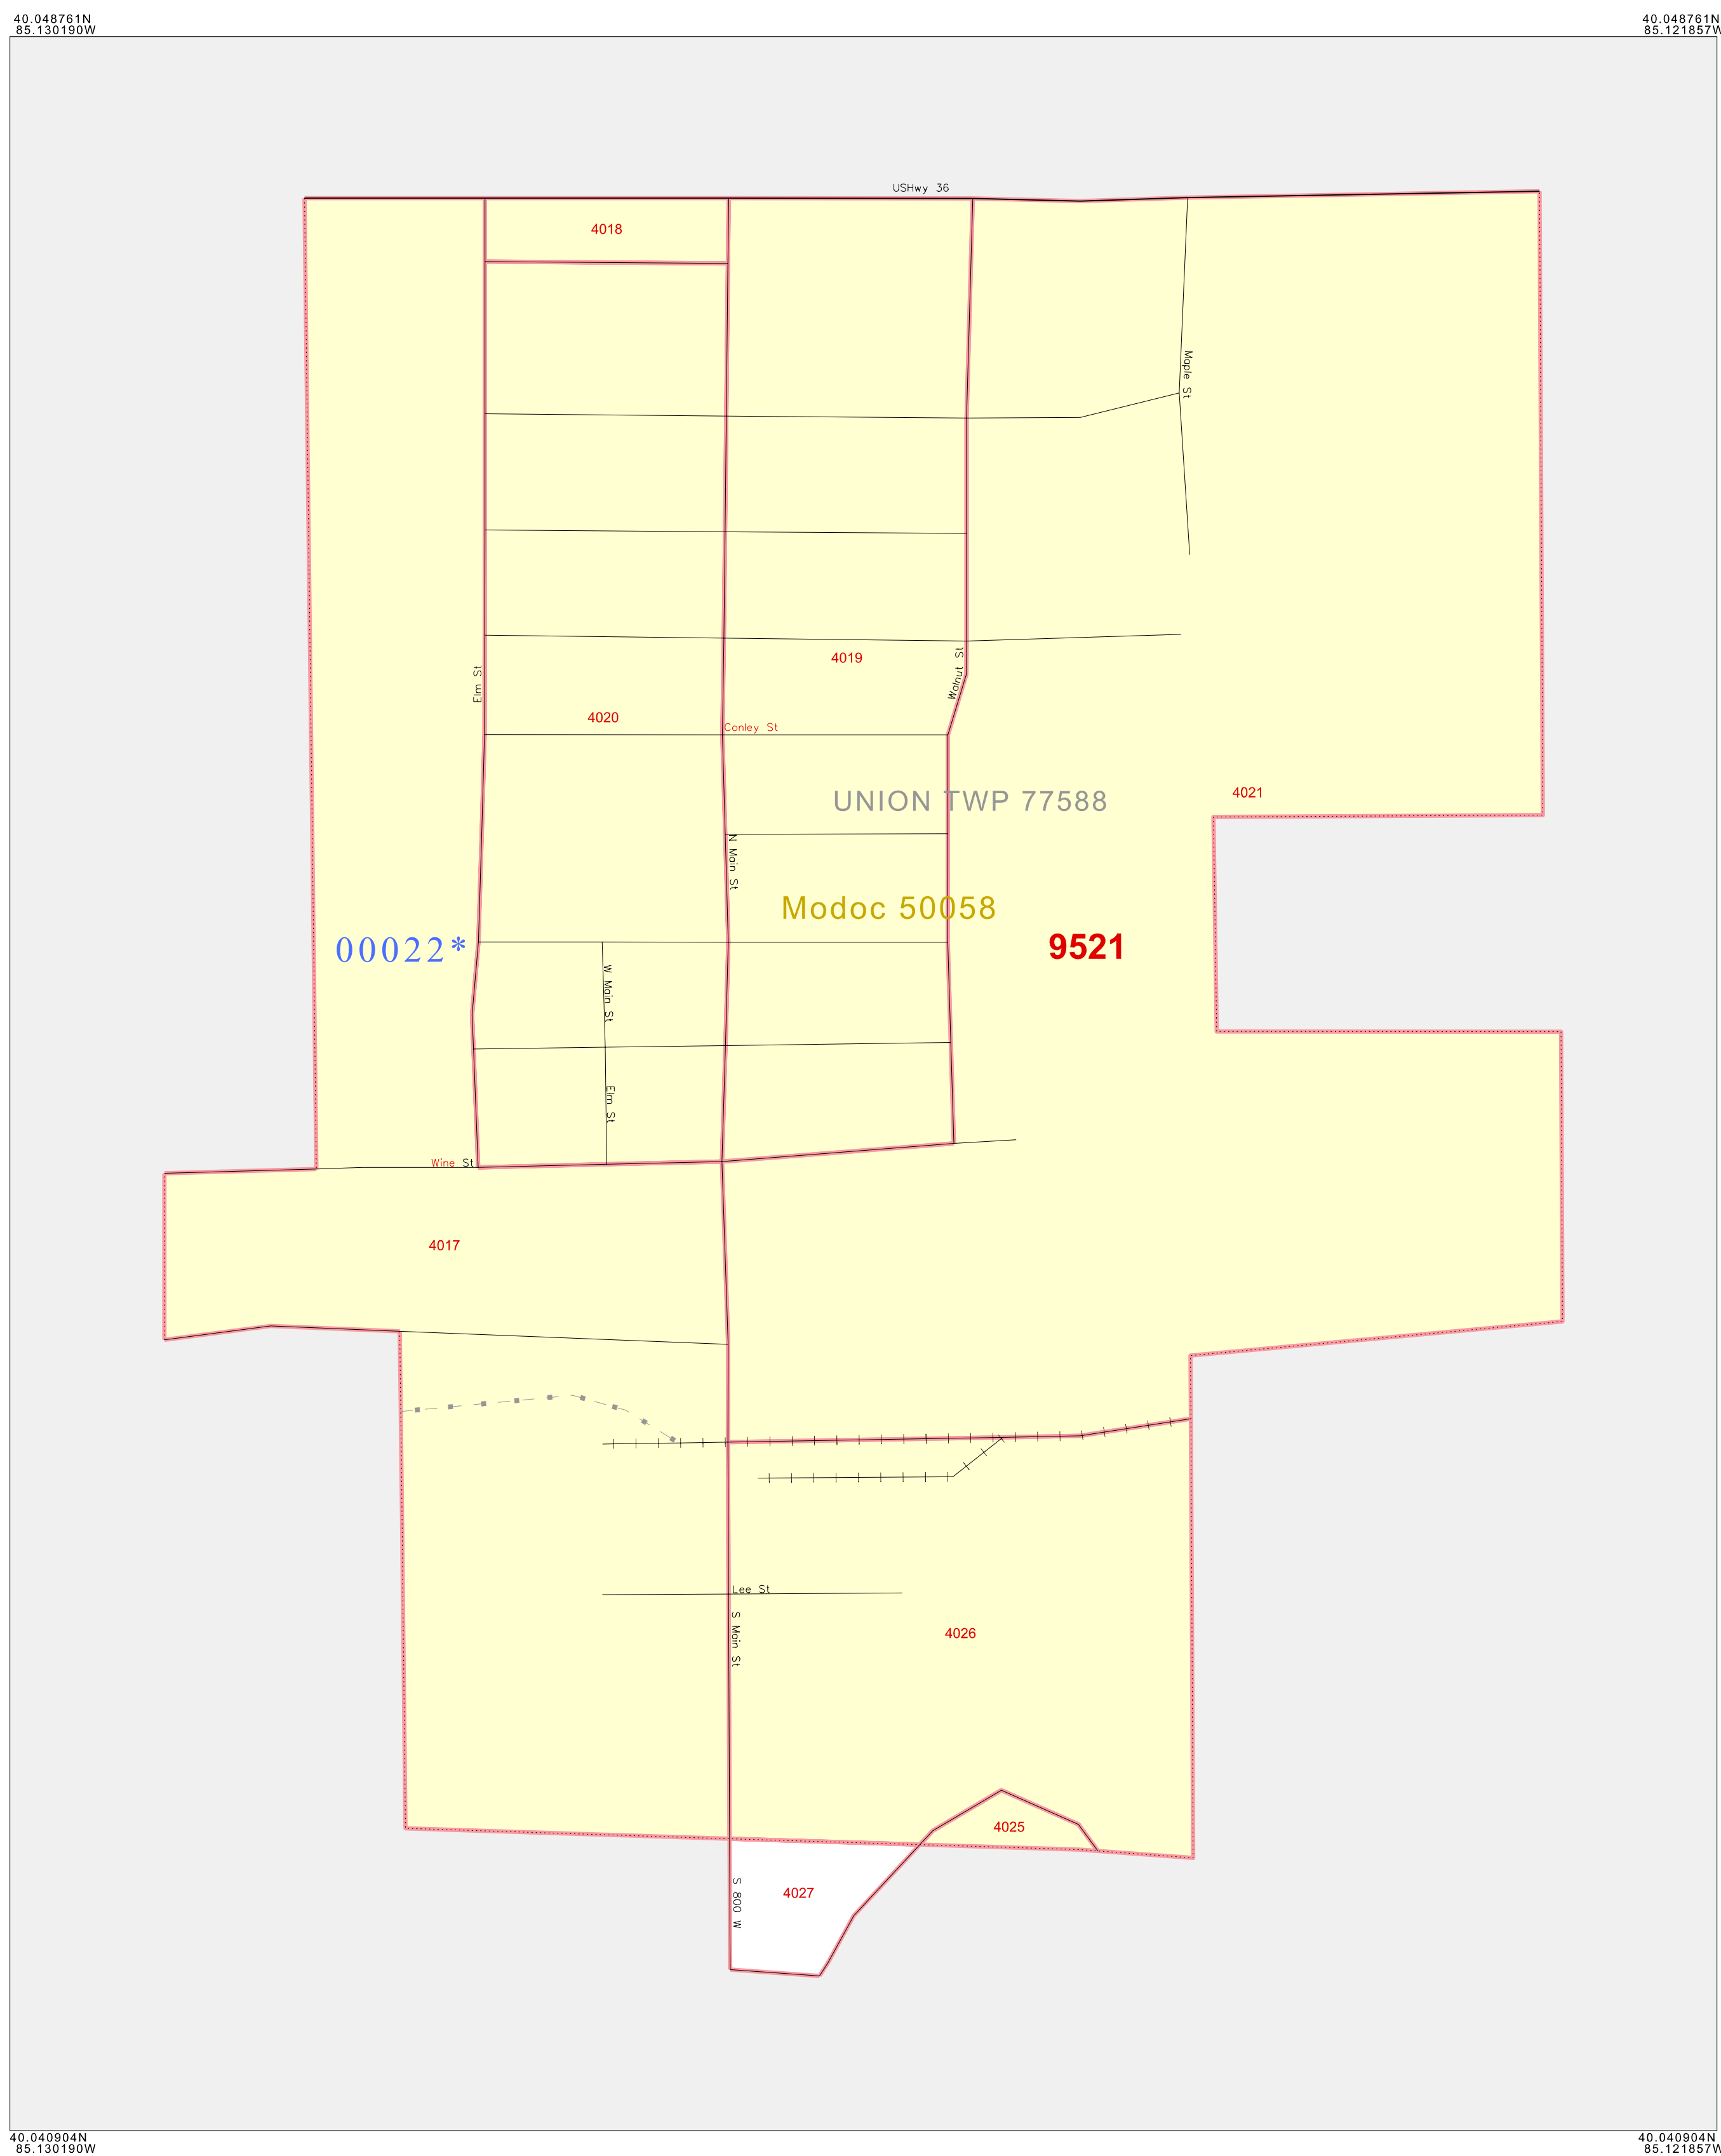 40.048761N
85.130190W
40.048761N
85.121857W
USHwy 36
4018
Maple St
Elm St
4019
Walnut St
4020
Conley St
UNION TWP 77588
4021
N Main St
Modoc 50058
00022*
9521
W Main St
Elm St
Wine St
4017
Lee St
S Main St
4026
4025
S 800 W
4027
40.040904N
85.130190W
40.040904N
85.121857W